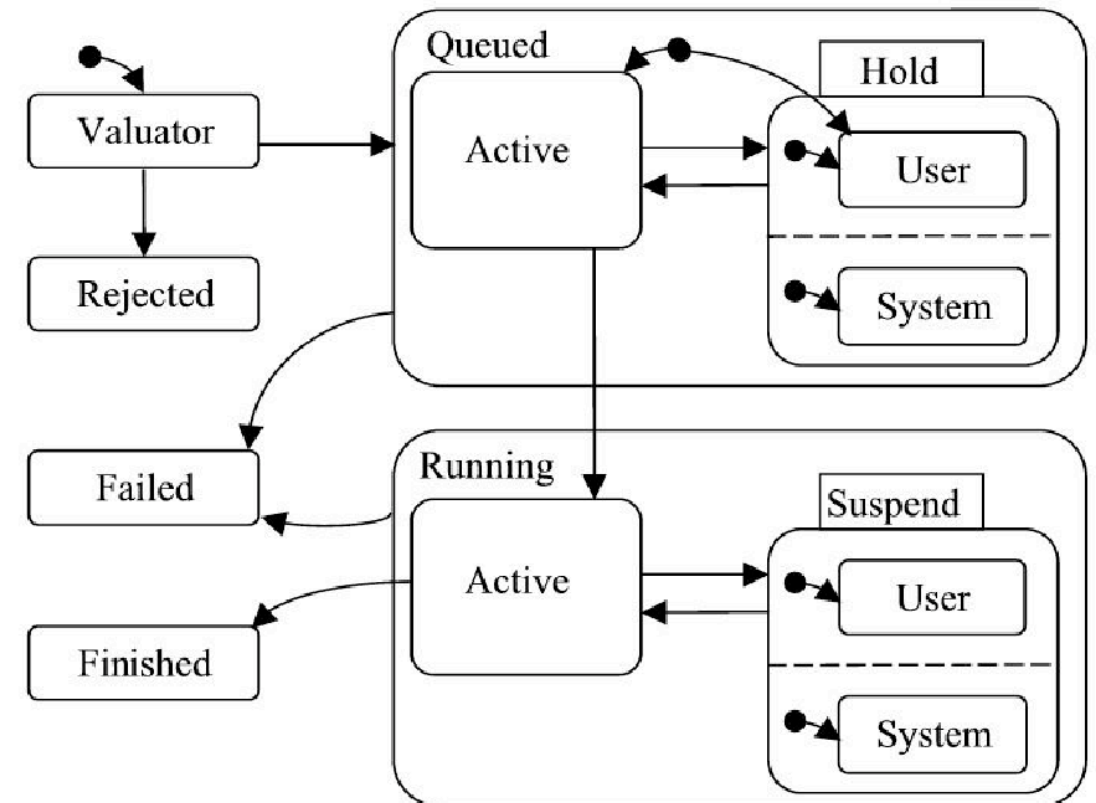 Queued
Hold
Valuator
Active
User
Rejected
System
Failed
Running
Suspend
Active
User
Finished
System